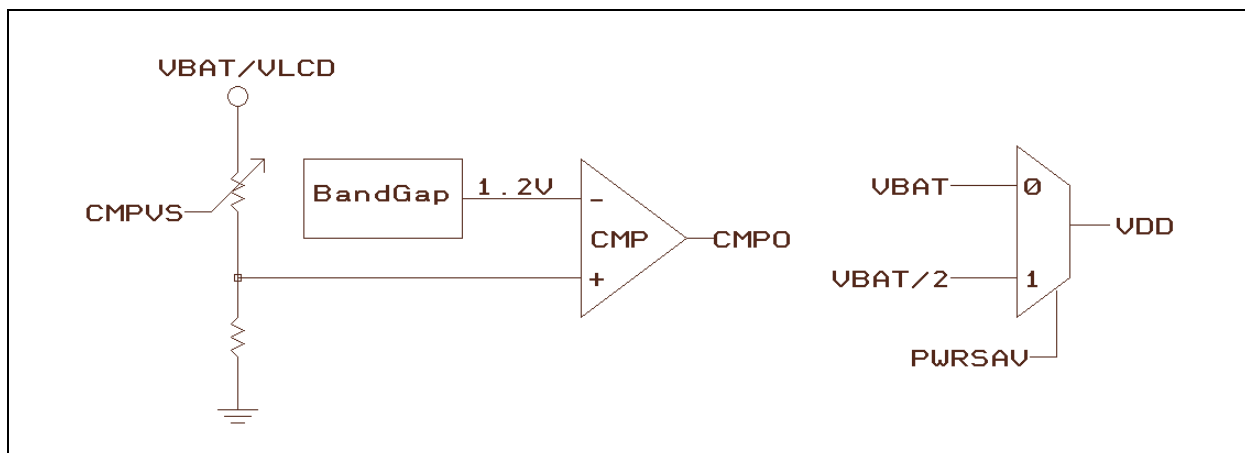 VBAT/VLCD
BandGap
1.2V
-
CMPVS
CMP
CMPO
+
VBAT
0
VDD
VBAT/2
1
PWRSAV